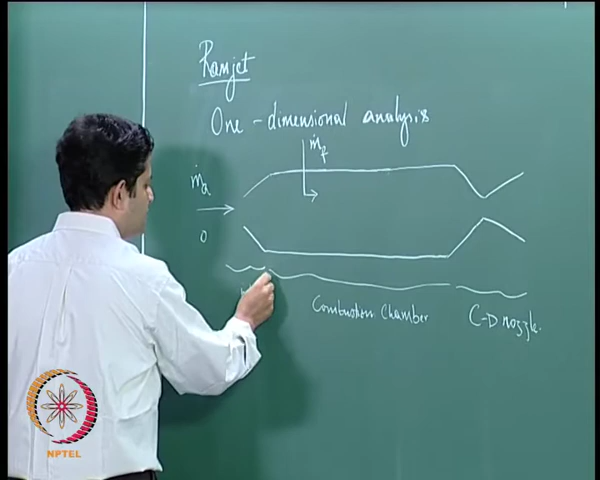 Ramjet
One-dimensional analysis
ṁf
ṁa
0
Combustion Chamber
C-D nozzle.
NPTEL